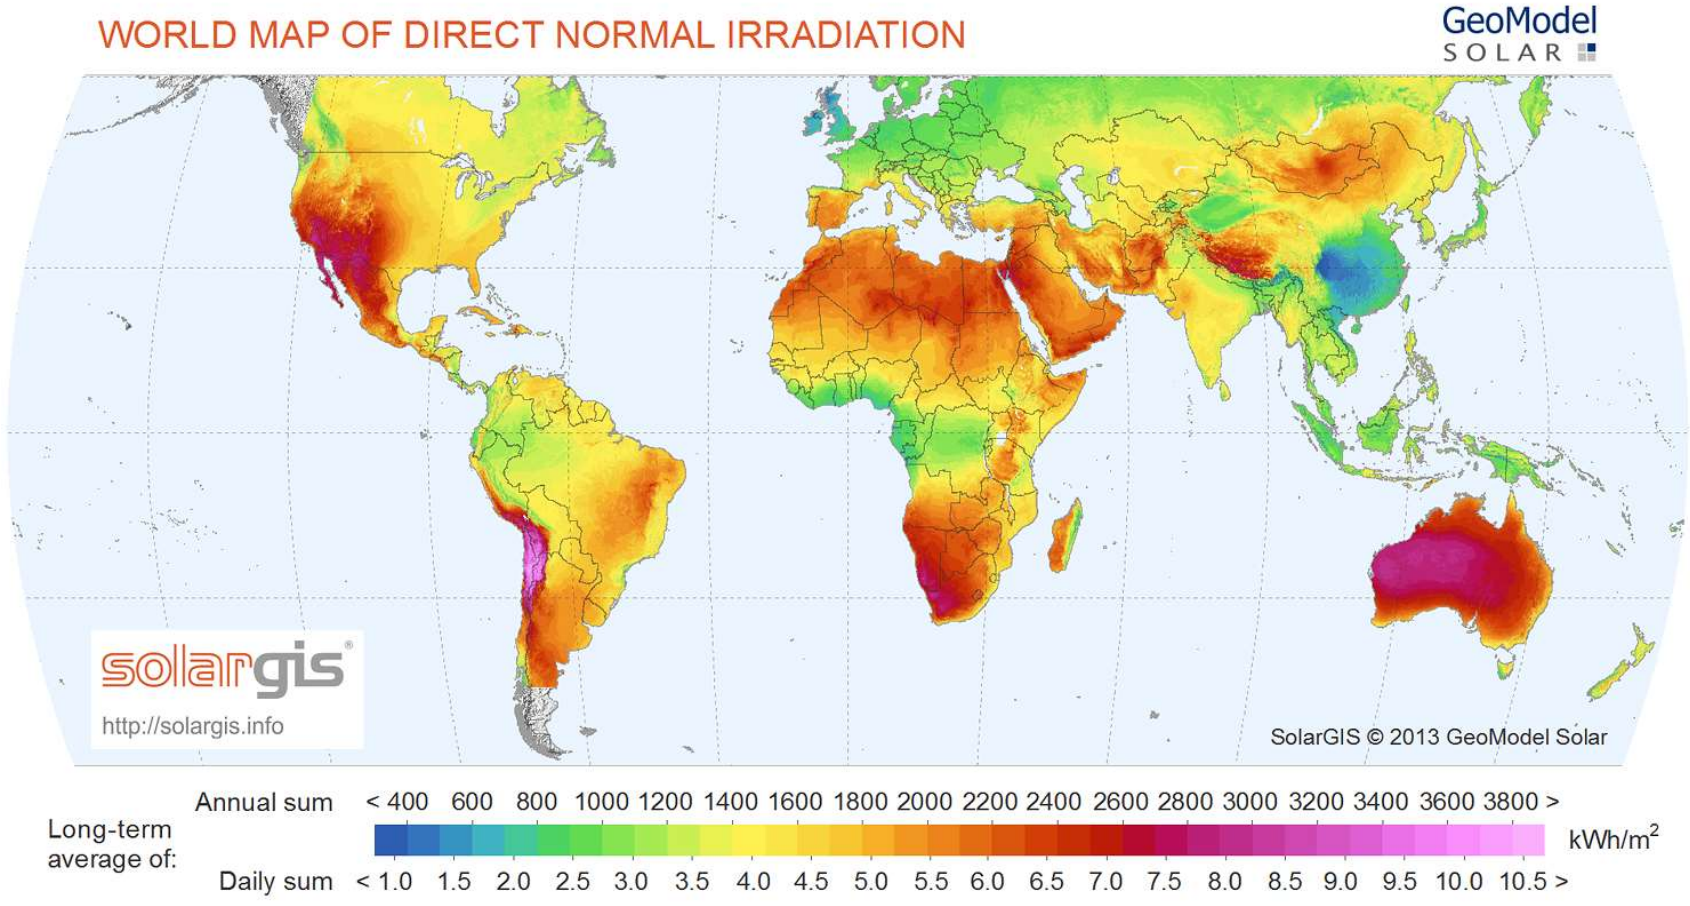 WORLD MAP OF DIRECT NORMAL IRRADIATION
GeoModel
SOLAR
solargis®
http://solargis.info
SolarGIS © 2013 GeoModel Solar
Annual sum < 400 600 800 1000 1200 1400 1600 1800 2000 2200 2400 2600 2800 3000 3200 3400 3600 3800 >
Long-term
average of:
kWh/m²
Daily sum < 1.0 1.5 2.0 2.5 3.0 3.5 4.0 4.5 5.0 5.5 6.0 6.5 7.0 7.5 8.0 8.5 9.0 9.5 10.0 10.5 >